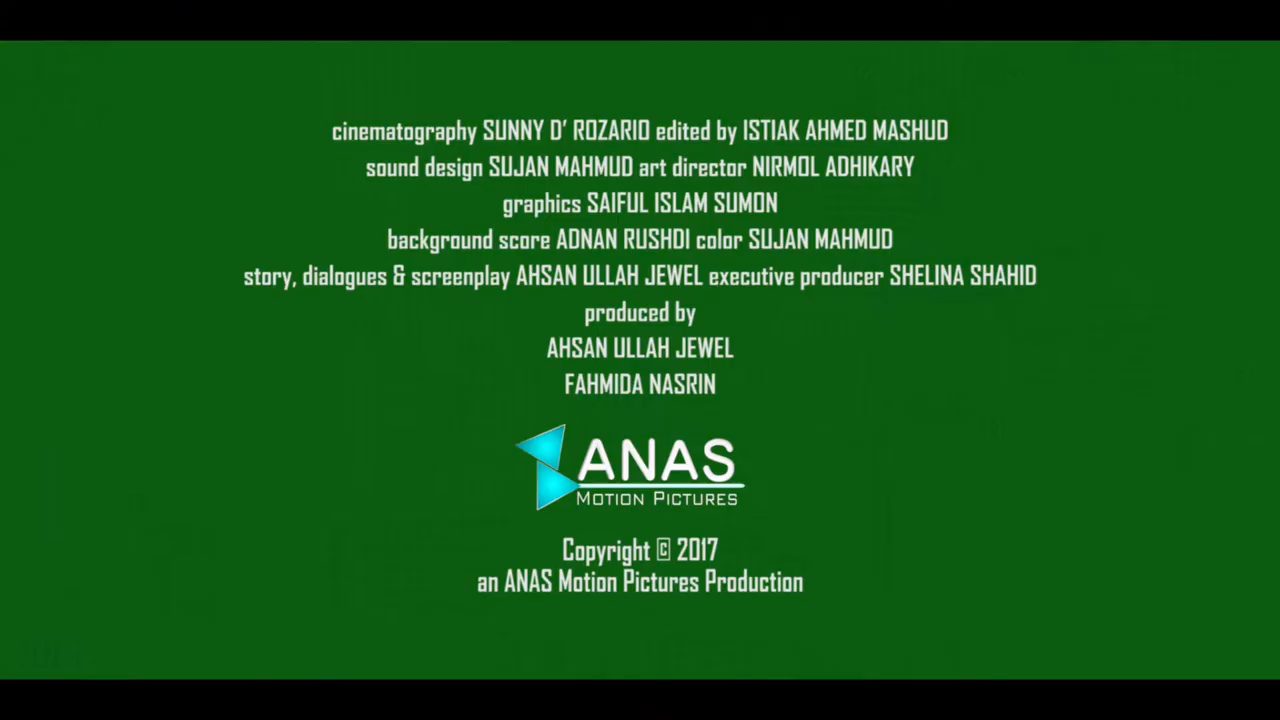 cinematography SUNNY D’ ROZARIO edited by ISTIAK AHMED MASHUD
sound design SUJAN MAHMUD art director NIRMOL ADHIKARY
graphics SAIFUL ISLAM SUMON
background score ADNAN RUSHDI color SUJAN MAHMUD
story, dialogues & screenplay AHSAN ULLAH JEWEL executive producer SHELINA SHAHID
produced by
AHSAN ULLAH JEWEL
FAHMIDA NASRIN
ANAS
MOTION PICTURES
Copyright © 2017
an ANAS Motion Pictures Production